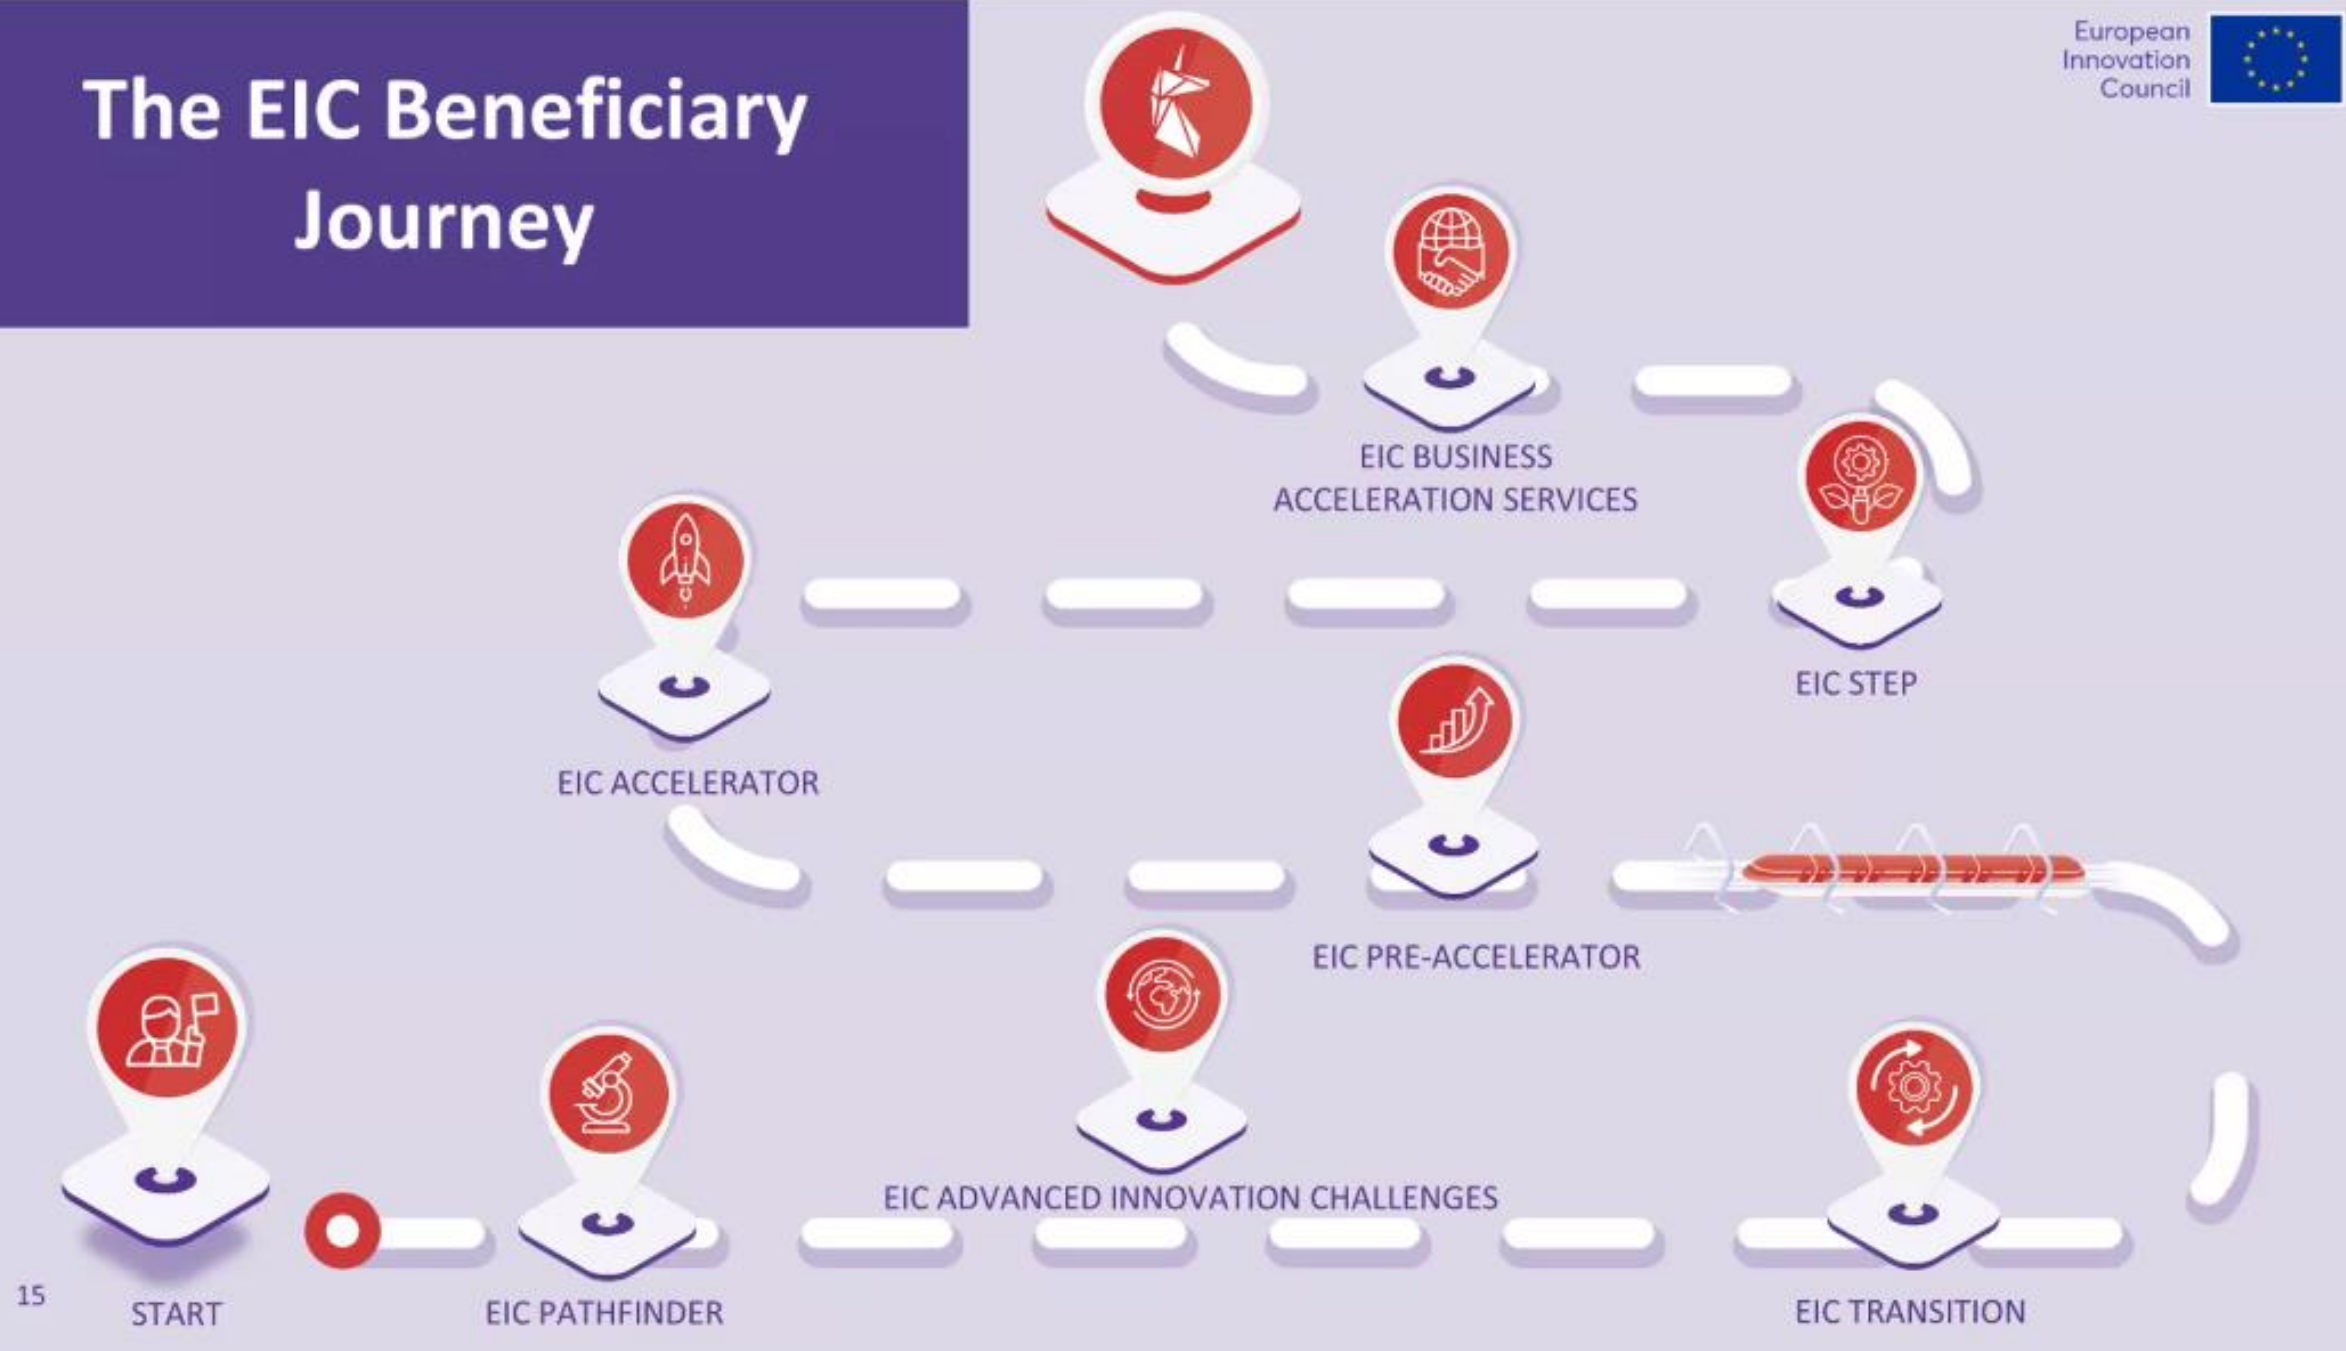 The EIC Beneficiary
Journey
European
Innovation
Council
EIC BUSINESS
ACCELERATION SERVICES
EIC STEP
EIC ACCELERATOR
EIC PRE-ACCELERATOR
EIC ADVANCED INNOVATION CHALLENGES
15
START
EIC PATHFINDER
EIC TRANSITION